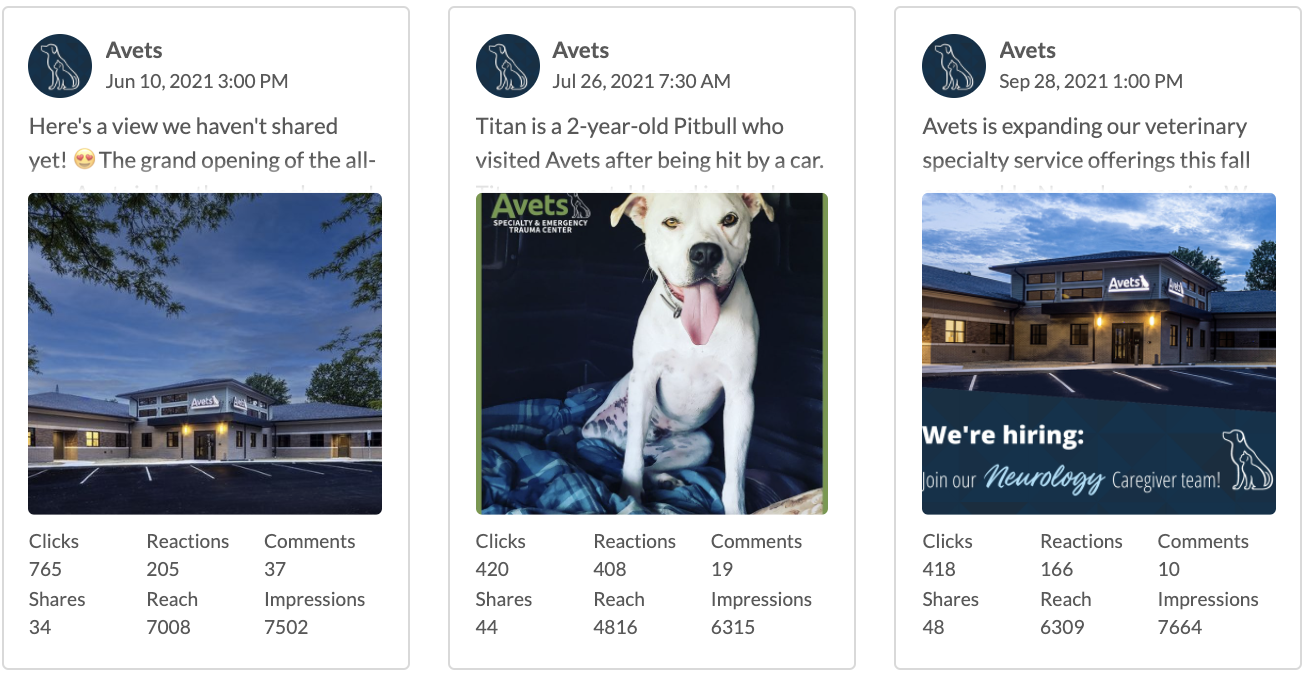 Avets
Jun 10, 2021 3:00 PM
Here's a view we haven't shared
yet! 😍 The grand opening of the all-
Avets
Avets
Clicks
Reactions
Comments
765
205
37
Shares
Reach
Impressions
34
7008
7502
Avets
Jul 26, 2021 7:30 AM
Titan is a 2-year-old Pitbull who
visited Avets after being hit by a car.
Avets
SPECIALTY & EMERGENCY
TRAUMA CENTER
Clicks
Reactions
Comments
420
408
19
Shares
Reach
Impressions
44
4816
6315
Avets
Sep 28, 2021 1:00 PM
Avets is expanding our veterinary
specialty service offerings this fall
Avets
Avets
We're hiring:
Join our Neurology Caregiver team!
Clicks
Reactions
Comments
418
166
10
Shares
Reach
Impressions
48
6309
7664